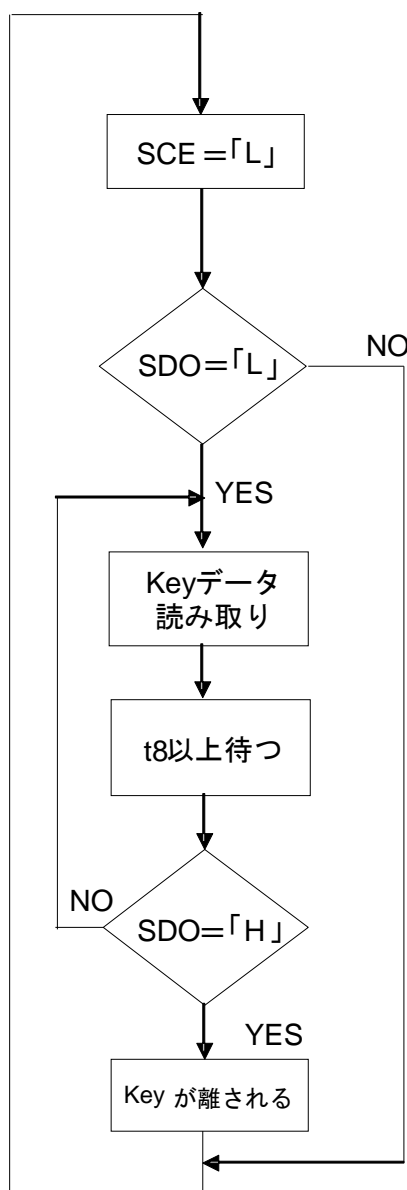 SCE＝「L」
SDO＝「L」
NO
YES
Keyデータ
読み取り
t8以上待つ
NO
SDO＝「H」
YES
Key が離される